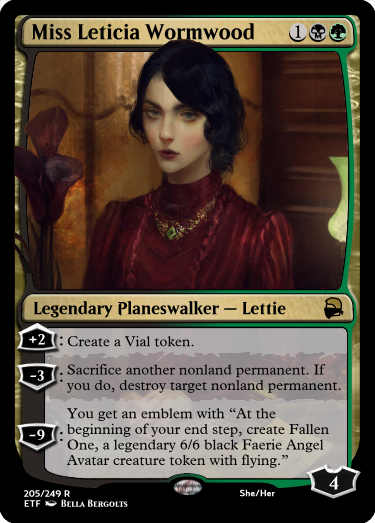 Miss Leticia Wormwood
1
Legendary Planeswalker — Lettie
+2: Create a Vial token.
-3: Sacrifice another nonland permanent. If
you do, destroy target nonland permanent.
You get an emblem with “At the
beginning of your end step, create Fallen
-9: One, a legendary 6/6 black Faerie Angel
Avatar creature token with flying.”
4
205/249 R
She/Her
ETF Bella Bergolts